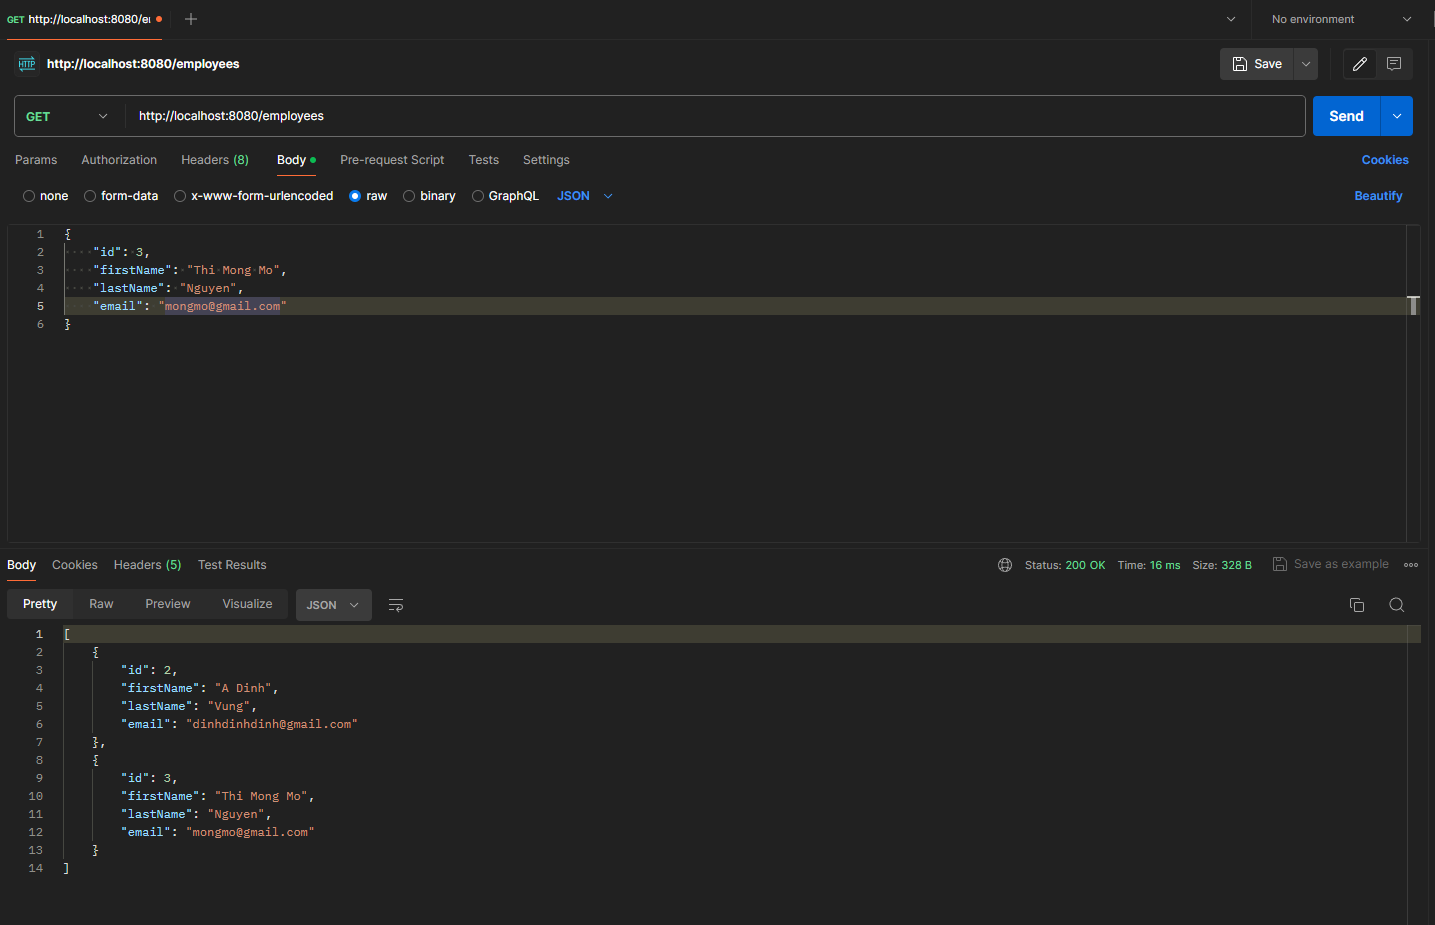 GET http://localhost:8080/e
No environment
HTTP http://localhost:8080/employees
Save
GET http://localhost:8080/employees
Send
Params Authorization Headers (8) Body Pre-request Script Tests Settings Cookies
none form-data x-www-form-urlencoded raw binary GraphQL JSON Beautify
1 {
2 "id": 3,
3 "firstName": "Thi Mong Mo",
4 "lastName": "Nguyen",
5 "email": "mongmo@gmail.com"
6 }
Body Cookies Headers (5) Test Results Status: 200 OK Time: 16 ms Size: 328 B Save as example
Pretty Raw Preview Visualize JSON
1 [
2 {
3 "id": 2,
4 "firstName": "A Dinh",
5 "lastName": "Vung",
6 "email": "dinhdinhdinh@gmail.com"
7 },
8 {
9 "id": 3,
10 "firstName": "Thi Mong Mo",
11 "lastName": "Nguyen",
12 "email": "mongmo@gmail.com"
13 }
14 ]